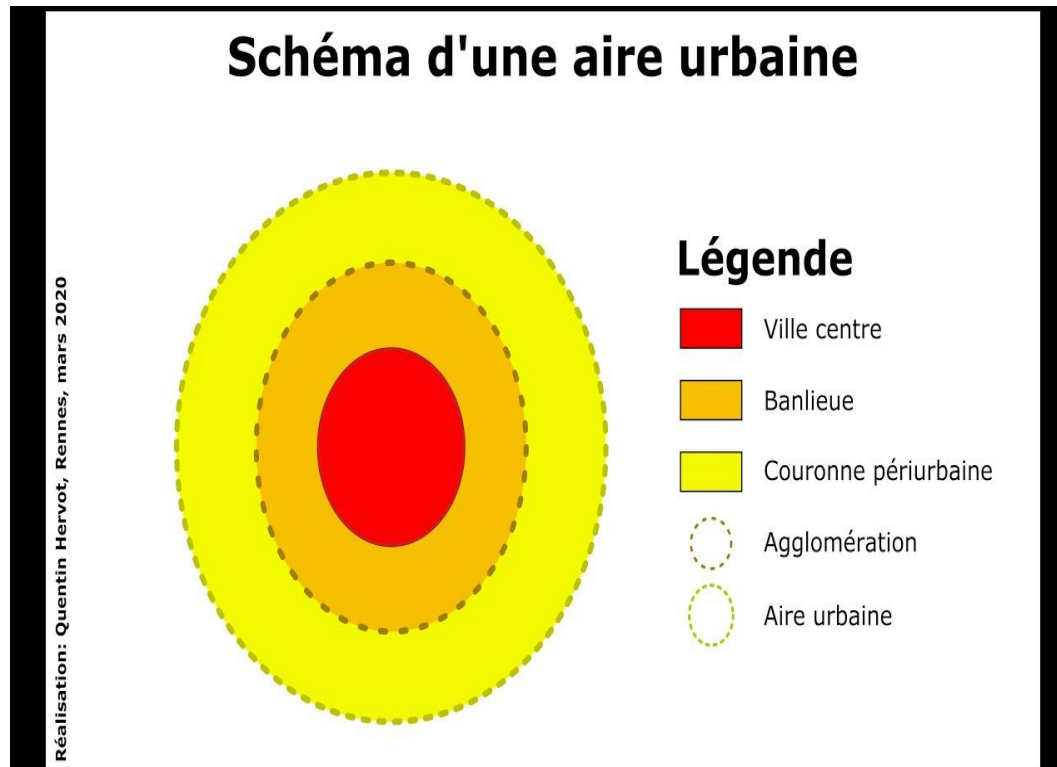 Schéma d'une aire urbaine
Légende
Ville centre
Banlieue
Couronne périurbaine
Agglomération
Aire urbaine
Réalisation: Quentin Hervot, Rennes, mars 2020